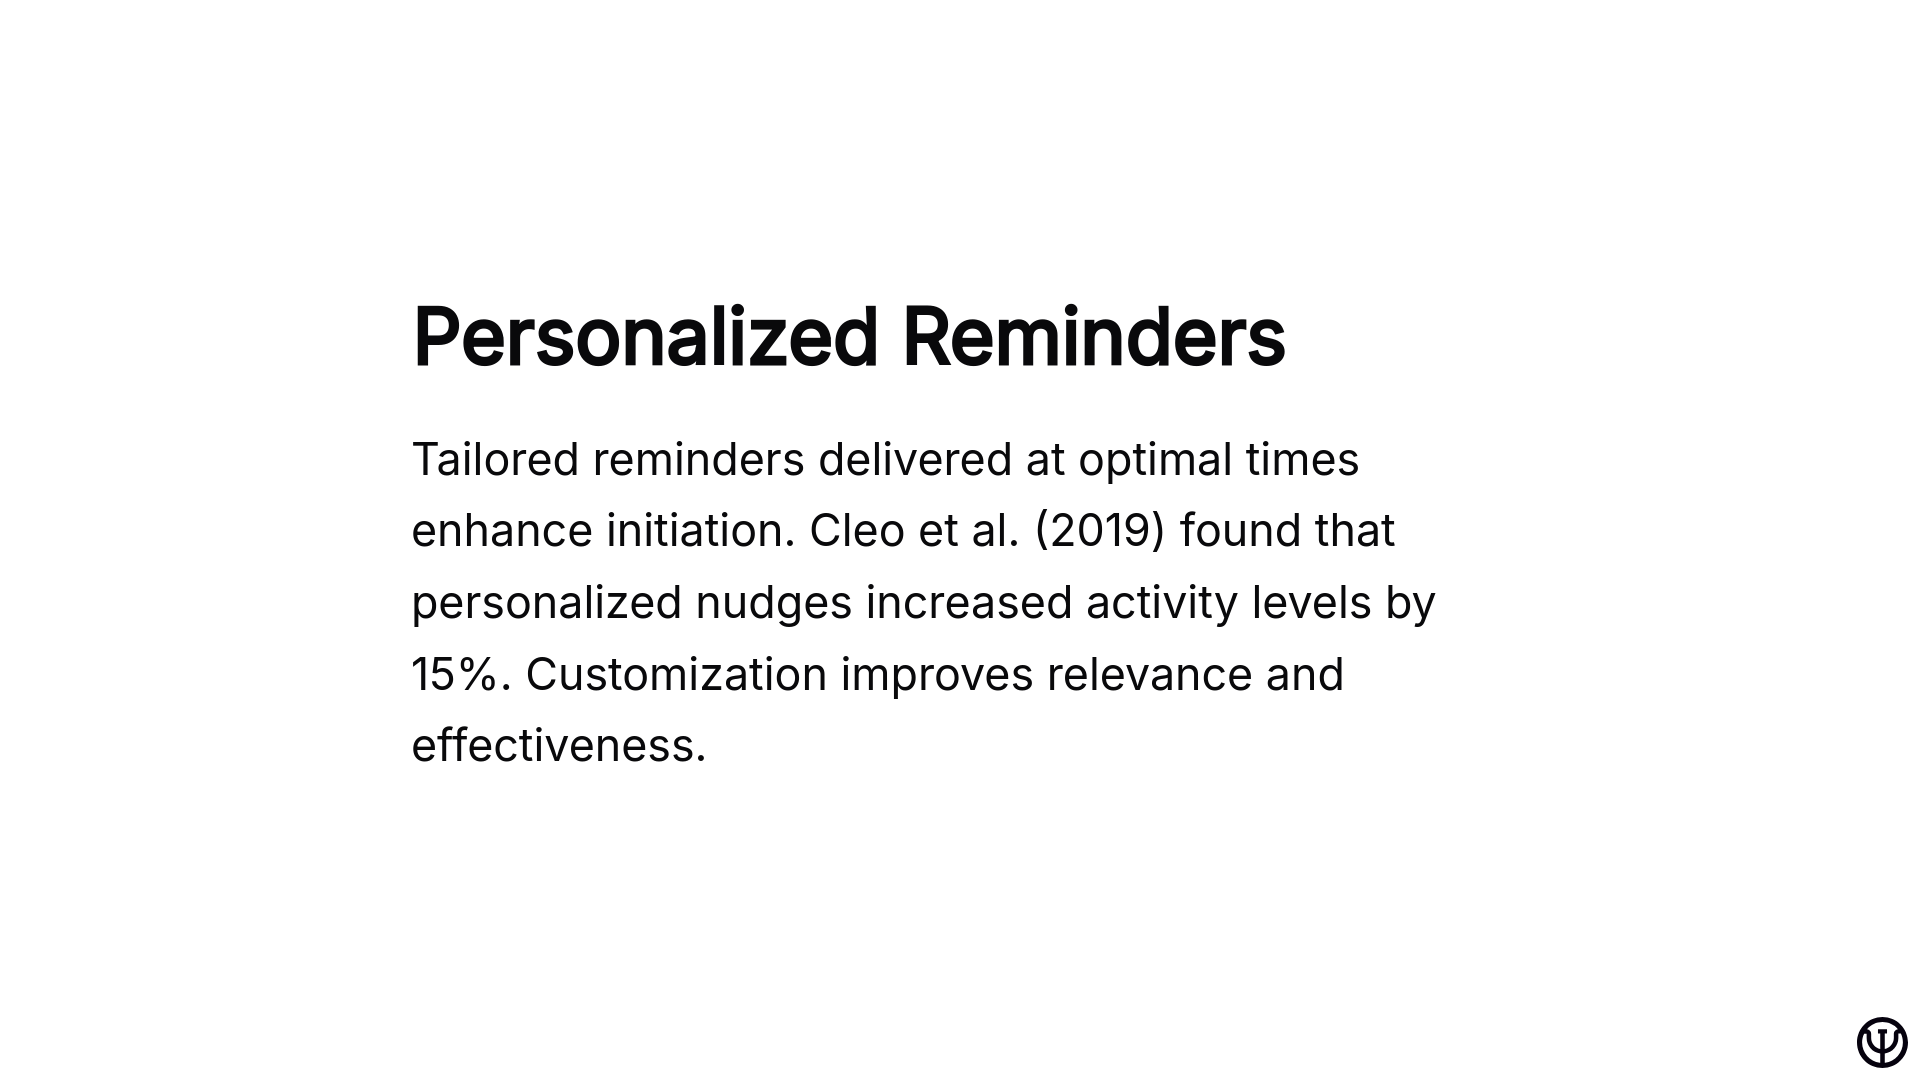 Personalized Reminders
Tailored reminders delivered at optimal times
enhance initiation. Cleo et al. (2019) found that
personalized nudges increased activity levels by
15%. Customization improves relevance and
effectiveness.